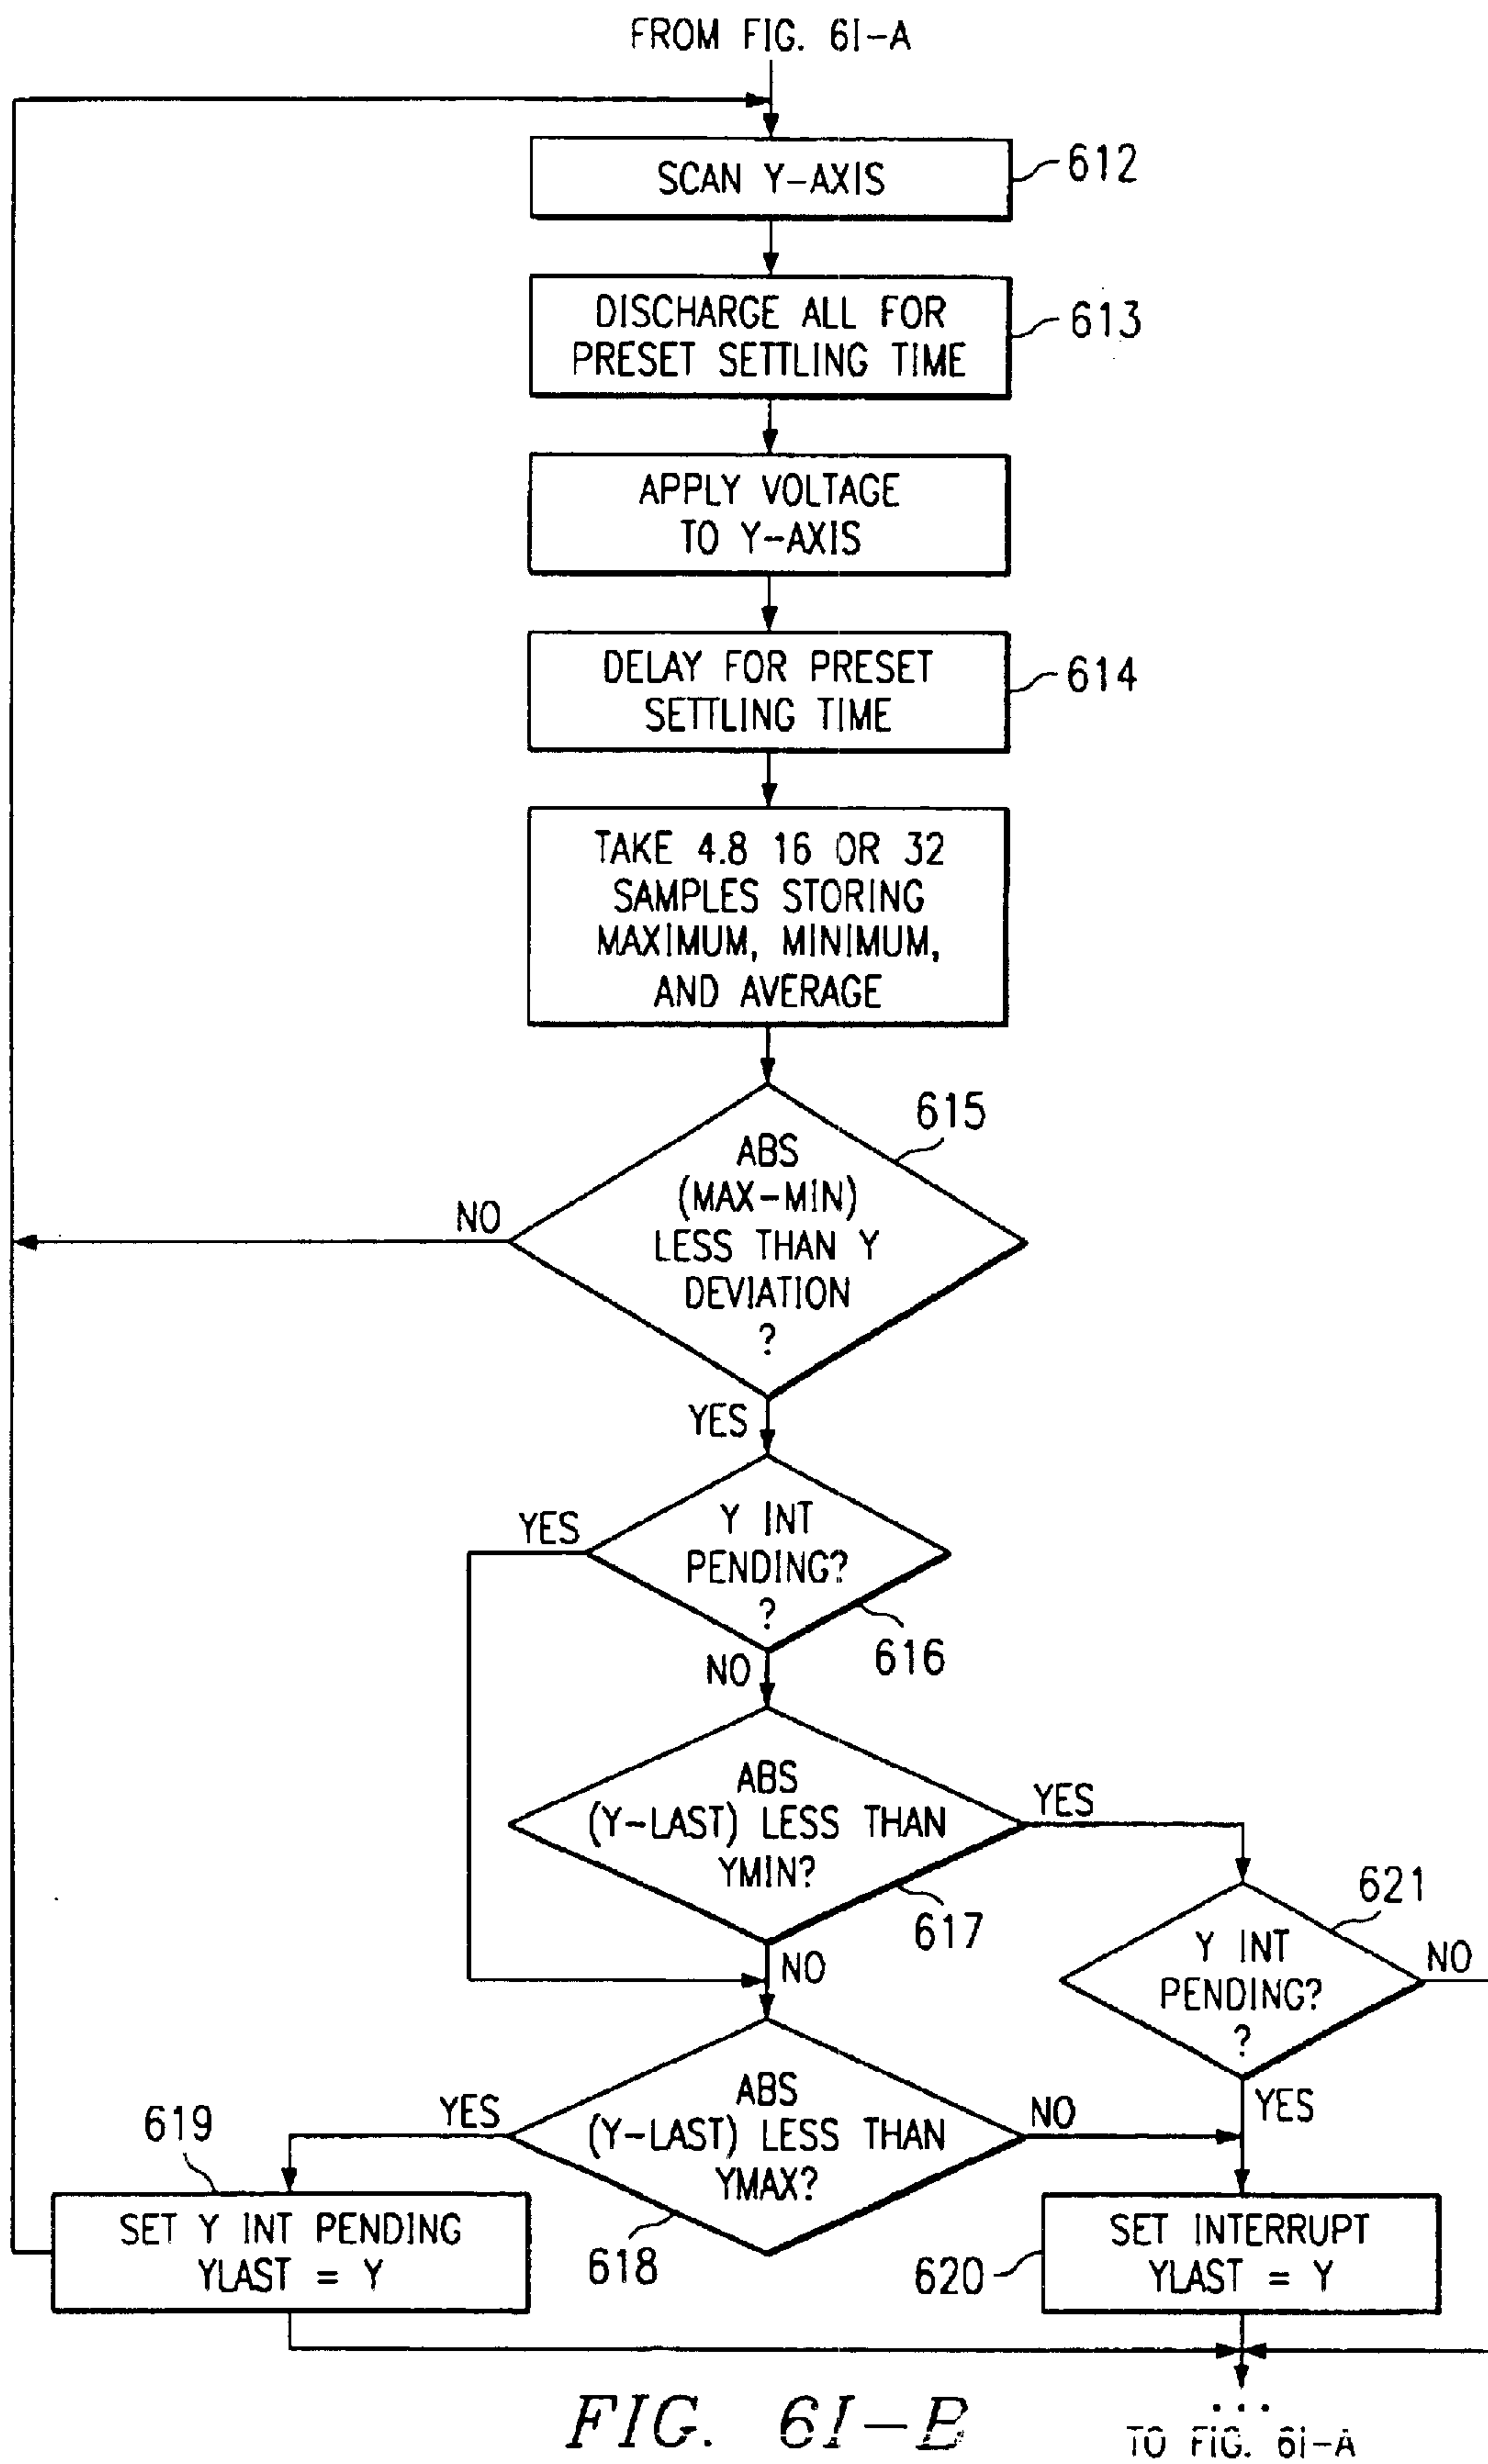 FROM FIG. 6I-A
SCAN Y-AXIS
612
DISCHARGE ALL FOR
PRESET SETTLING TIME
613
APPLY VOLTAGE
TO Y-AXIS
DELAY FOR PRESET
SETTLING TIME
614
TAKE 4.8 16 OR 32
SAMPLES STORING
MAXIMUM, MINIMUM,
AND AVERAGE
615
ABS
(MAX-MIN)
LESS THAN Y
DEVIATION
?
NO
YES
Y INT
PENDING?
?
YES
616
NO
ABS
(Y-LAST) LESS THAN
YMIN?
YES
617
NO
621
Y INT
PENDING?
?
NO
YES
ABS
(Y-LAST) LESS THAN
YMAX?
YES
NO
618
619
SET Y INT PENDING
YLAST = Y
SET INTERRUPT
YLAST = Y
620
...
TO FIG. 6I-A
FIG. 6I-B